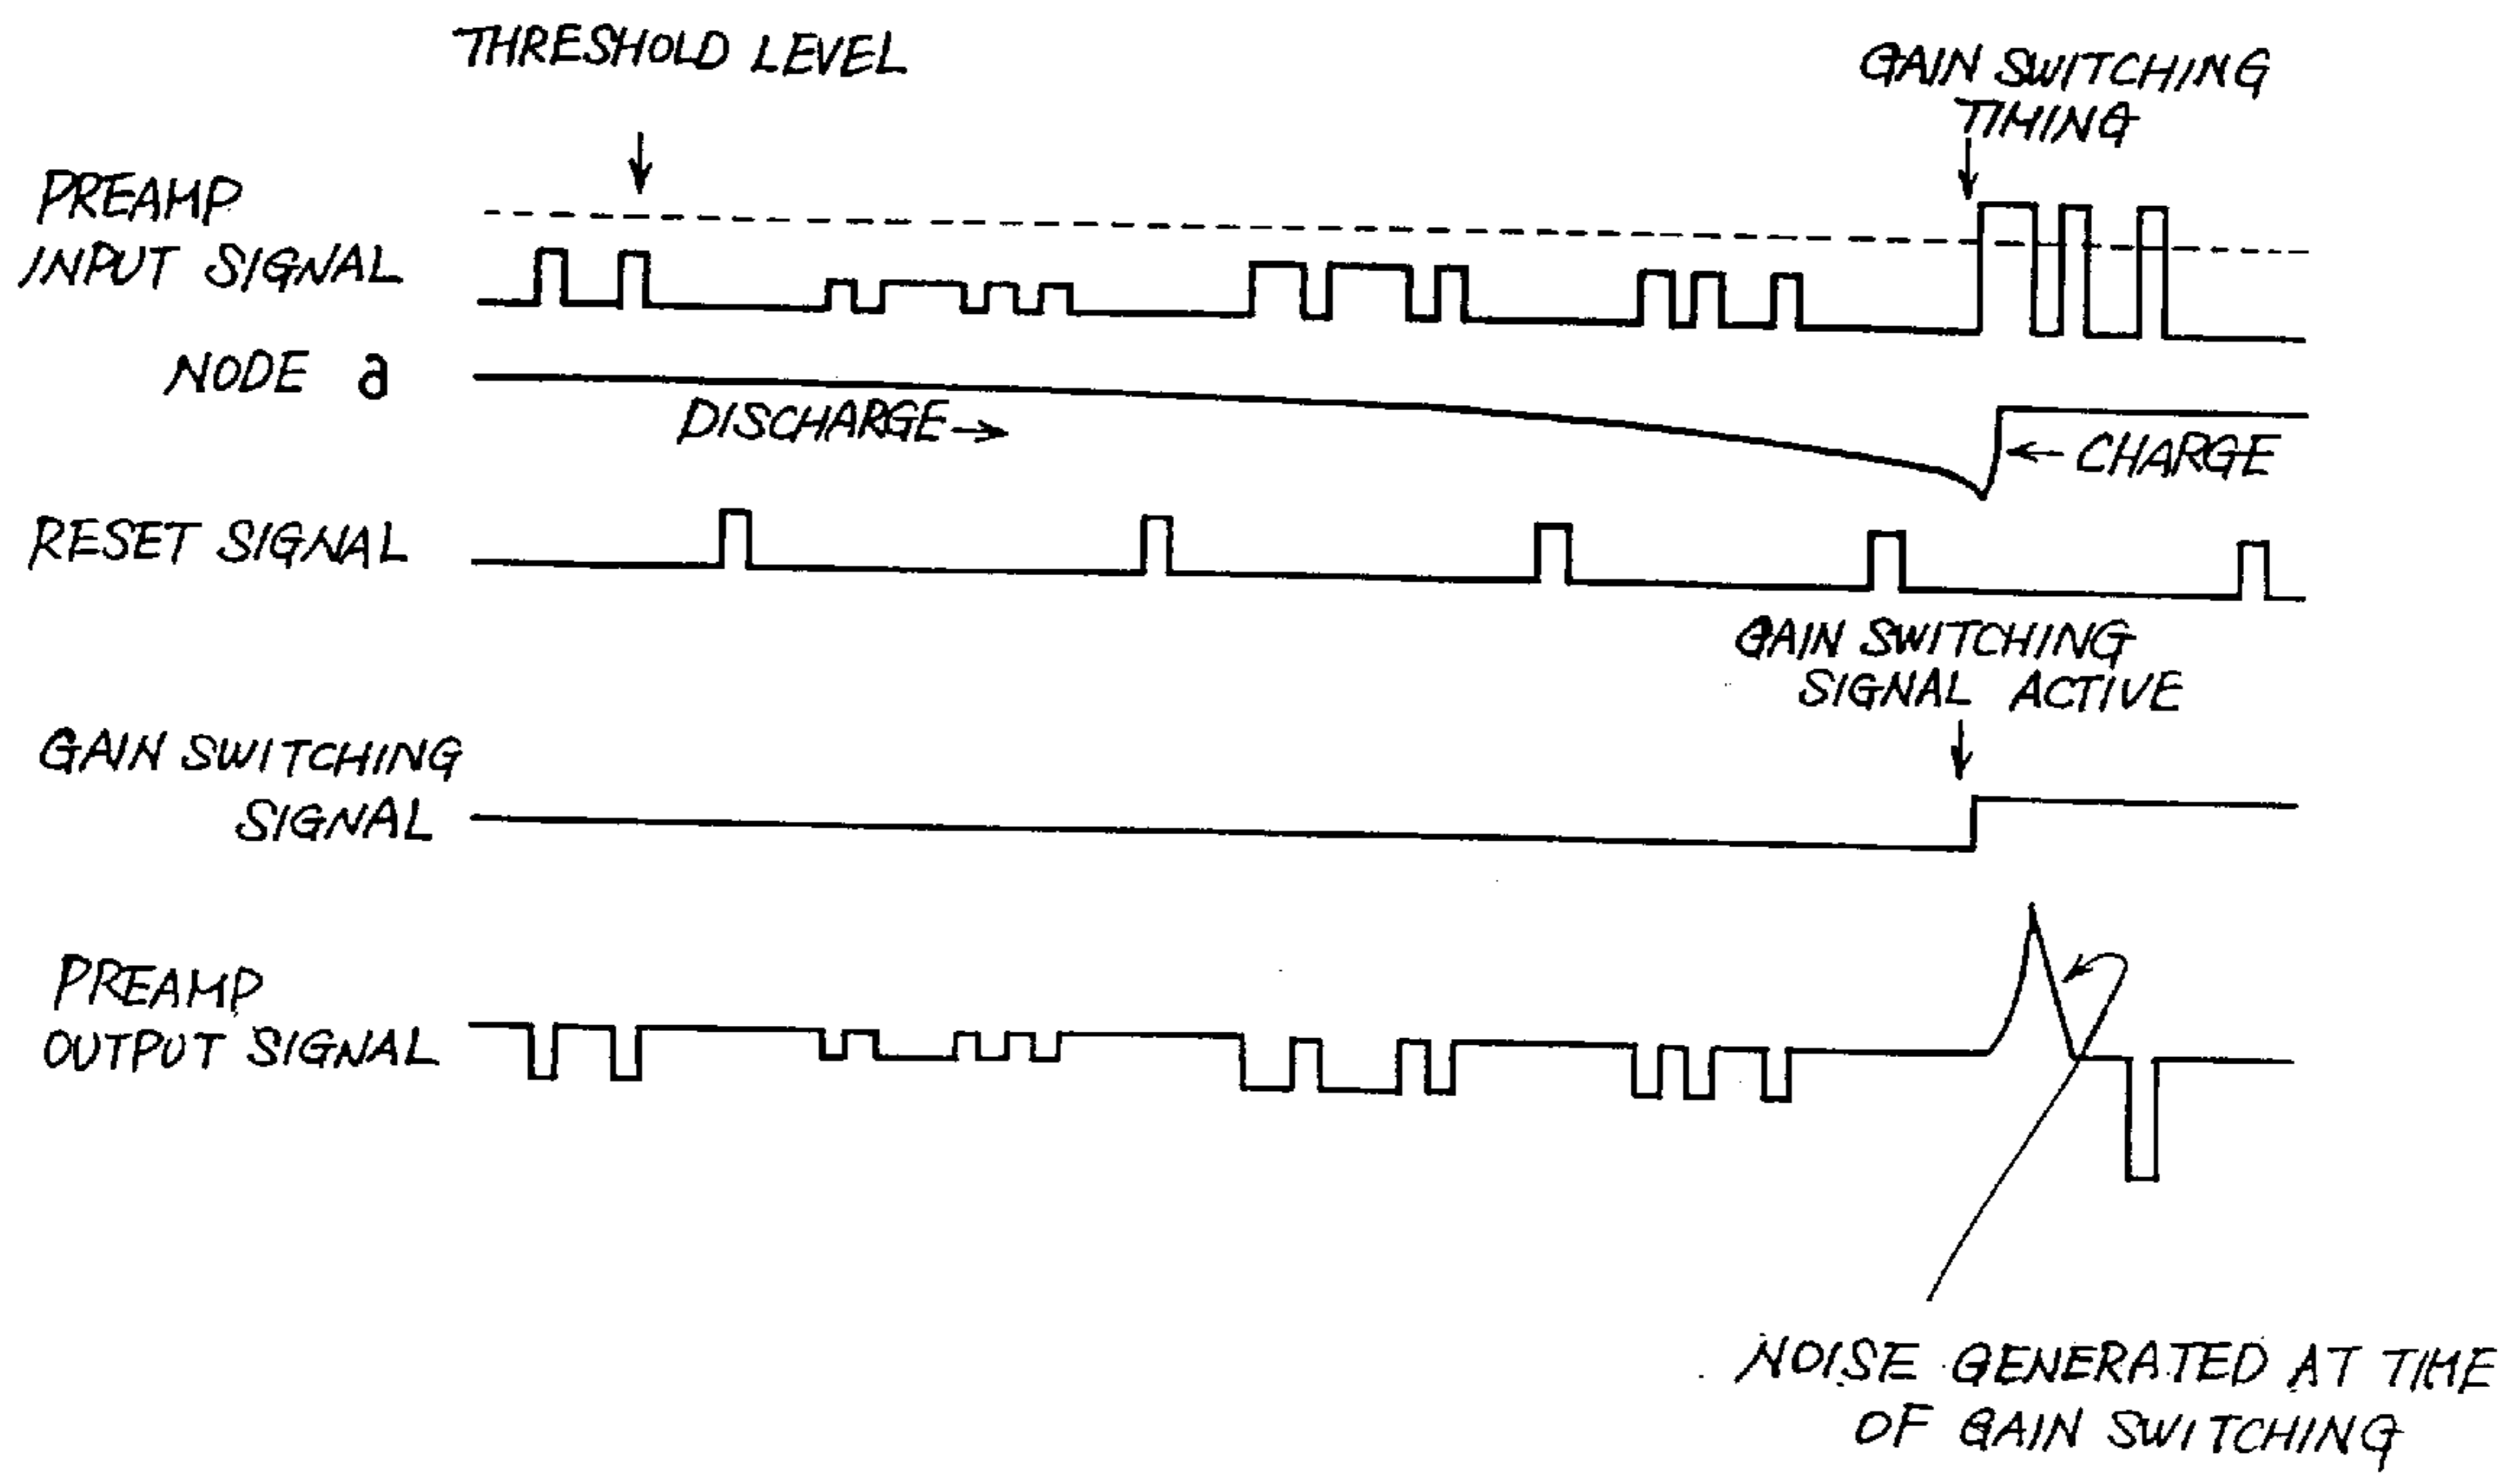 THRESHOLD LEVEL
GAIN SWITCHING
TIMING
PREAMP
INPUT SIGNAL
NODE a
DISCHARGE
CHARGE
RESET SIGNAL
GAIN SWITCHING
SIGNAL ACTIVE
GAIN SWITCHING
SIGNAL
PREAMP
OUTPUT SIGNAL
NOISE GENERATED AT TIME
OF GAIN SWITCHING